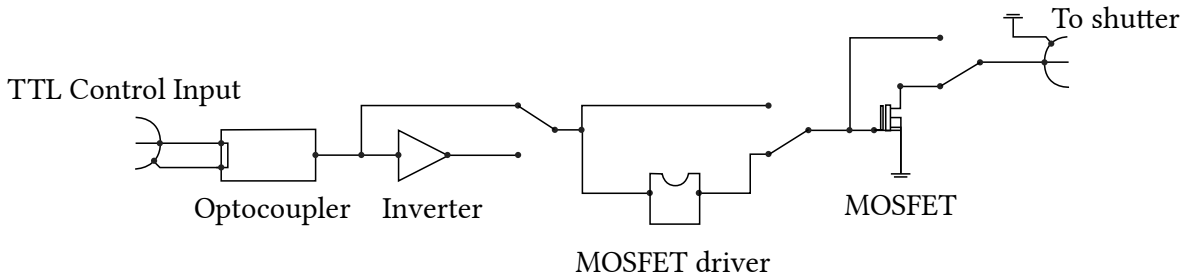 To shutter
TTL Control Input
Optocoupler
Inverter
MOSFET
MOSFET driver